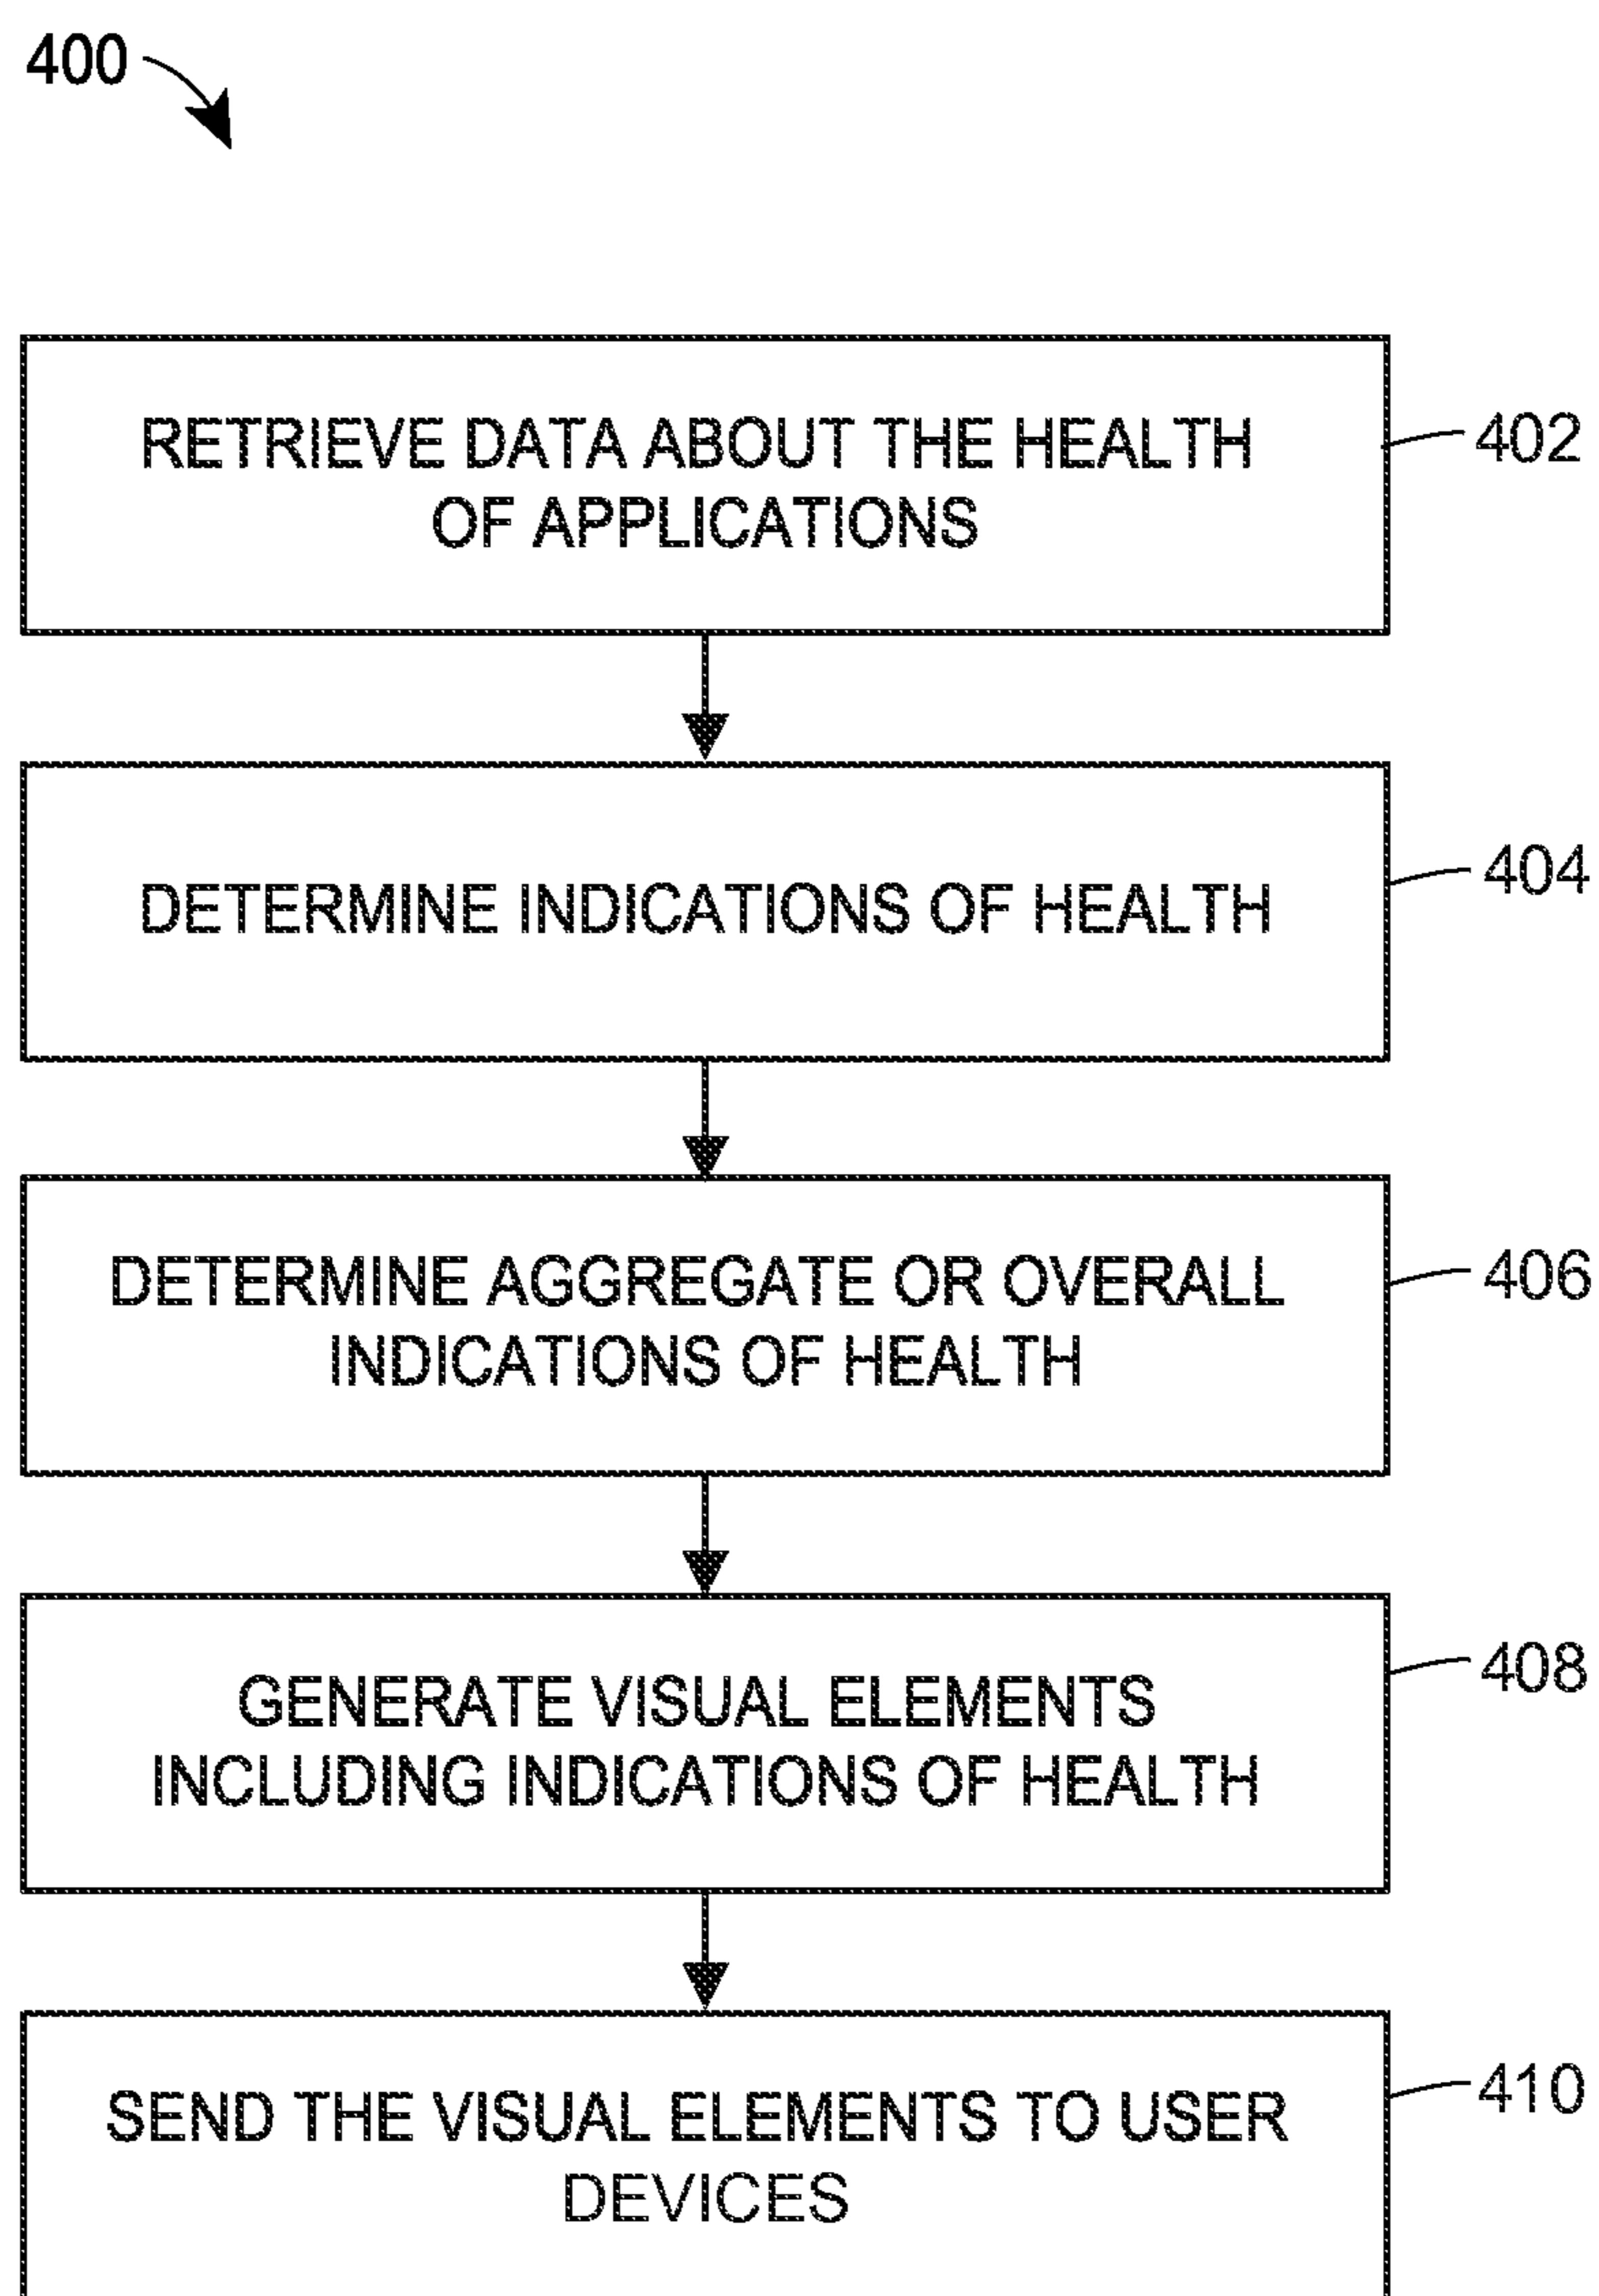 400
RETRIEVE DATA ABOUT THE HEALTH
OF APPLICATIONS
402
DETERMINE INDICATIONS OF HEALTH
404
DETERMINE AGGREGATE OR OVERALL
INDICATIONS OF HEALTH
406
GENERATE VISUAL ELEMENTS
INCLUDING INDICATIONS OF HEALTH
408
SEND THE VISUAL ELEMENTS TO USER
DEVICES
410